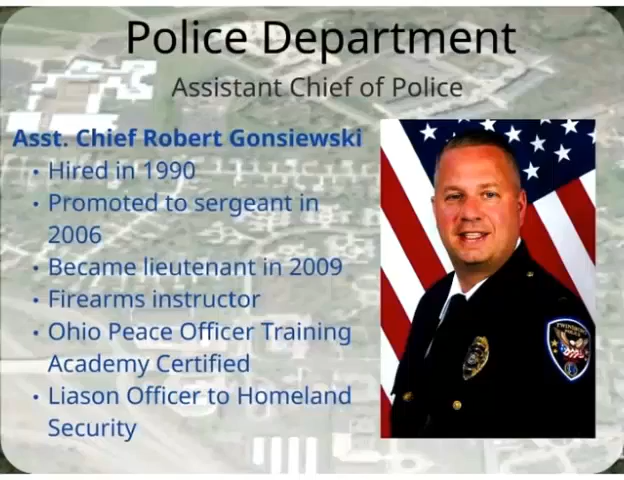 Police Department
Assistant Chief of Police
Asst. Chief Robert Gonsiewski
• Hired in 1990
• Promoted to sergeant in
2006
• Became lieutenant in 2009
• Firearms instructor
• Ohio Peace Officer Training
Academy Certified
• Liason Officer to Homeland
Security